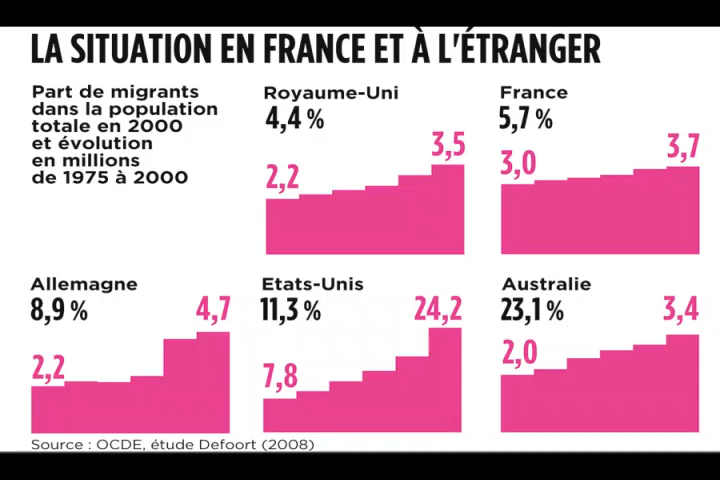 LA SITUATION EN FRANCE ET À L'ÉTRANGER
Part de migrants
dans la population
totale en 2000
et évolution
en millions
de 1975 à 2000
Royaume-Uni
4,4 %
2,2
3,5
France
5,7 %
3,0
3,7
Allemagne
8,9 %
2,2
4,7
Etats-Unis
11,3 %
7,8
24,2
Australie
23,1 %
2,0
3,4
Source : OCDE, étude Defoort (2008)